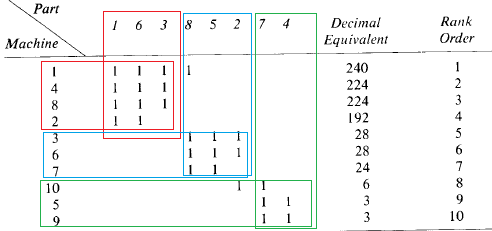 Part
1 6 3 8 5 2 7 4 Decimal Equivalent Rank Order
Machine
1 1 1 1 1 240 1
4 1 1 1 224 2
8 1 1 1 224 3
2 1 1 192 4
3 1 1 1 28 5
6 1 1 1 28 6
7 1 1 24 7
10 1 1 6 8
5 1 1 3 9
9 1 1 3 10